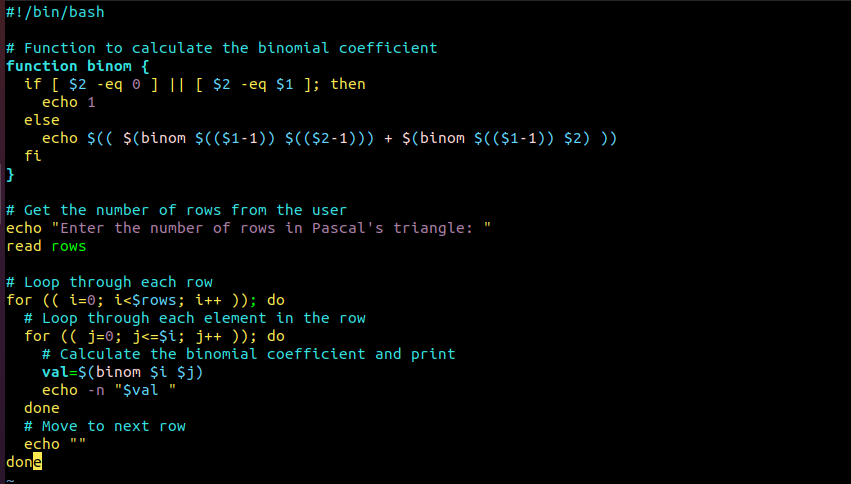 #!/bin/bash

# Function to calculate the binomial coefficient
function binom {
  if [ $2 -eq 0 ] || [ $2 -eq $1 ]; then
    echo 1
  else
    echo $(( $(binom $(($1-1)) $(($2-1))) + $(binom $(($1-1)) $2) ))
  fi
}

# Get the number of rows from the user
echo "Enter the number of rows in Pascal's triangle: "
read rows

# Loop through each row
for (( i=0; i<$rows; i++ )); do
  # Loop through each element in the row
  for (( j=0; j<=$i; j++ )); do
    # Calculate the binomial coefficient and print
    val=$(binom $i $j)
    echo -n "$val "
  done
  # Move to next row
  echo ""
done
~